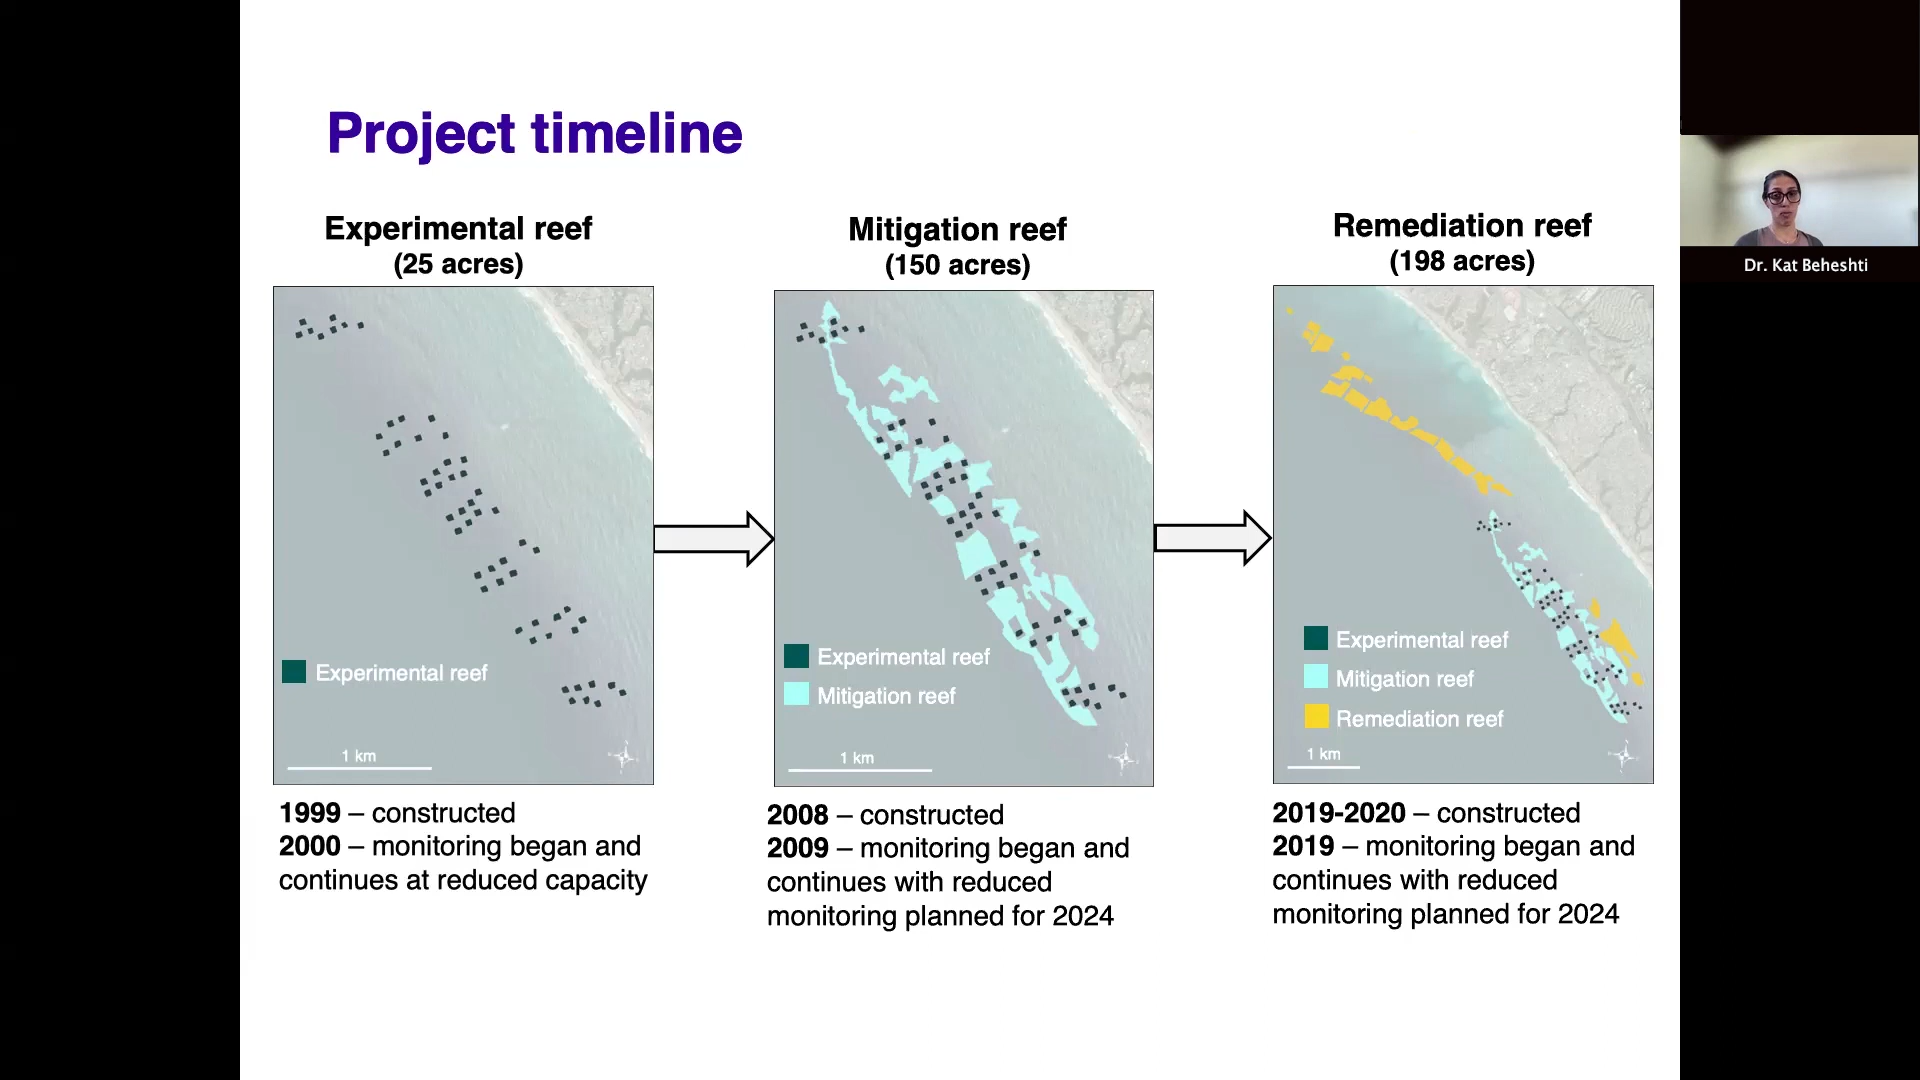 Project timeline
Experimental reef
(25 acres)
Experimental reef
1 km
1999 – constructed
2000 – monitoring began and
continues at reduced capacity
Mitigation reef
(150 acres)
Experimental reef
Mitigation reef
1 km
2008 – constructed
2009 – monitoring began and
continues with reduced
monitoring planned for 2024
Remediation reef
(198 acres)
Experimental reef
Mitigation reef
Remediation reef
1 km
2019-2020 – constructed
2019 – monitoring began and
continues with reduced
monitoring planned for 2024
Dr. Kat Beheshti